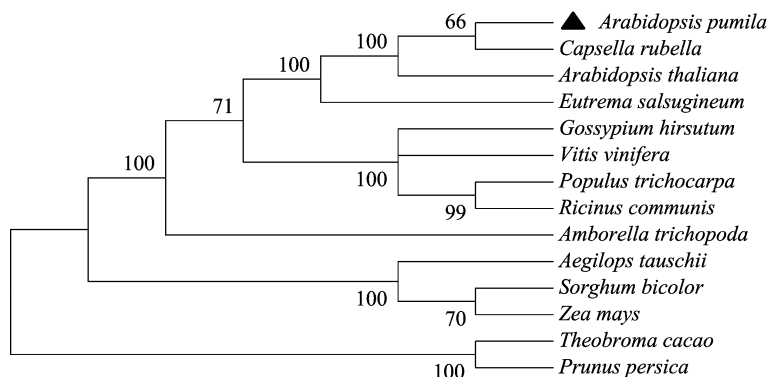 66
Arabidopsis pumila
100
Capsella rubella
100
Arabidopsis thaliana
71
Eutrema salsugineum
100
Gossypium hirsutum
Vitis vinifera
100
Populus trichocarpa
99
Ricinus communis
Amborella trichopoda
Aegilops tauschii
100
Sorghum bicolor
70
Zea mays
Theobroma cacao
100
Prunus persica